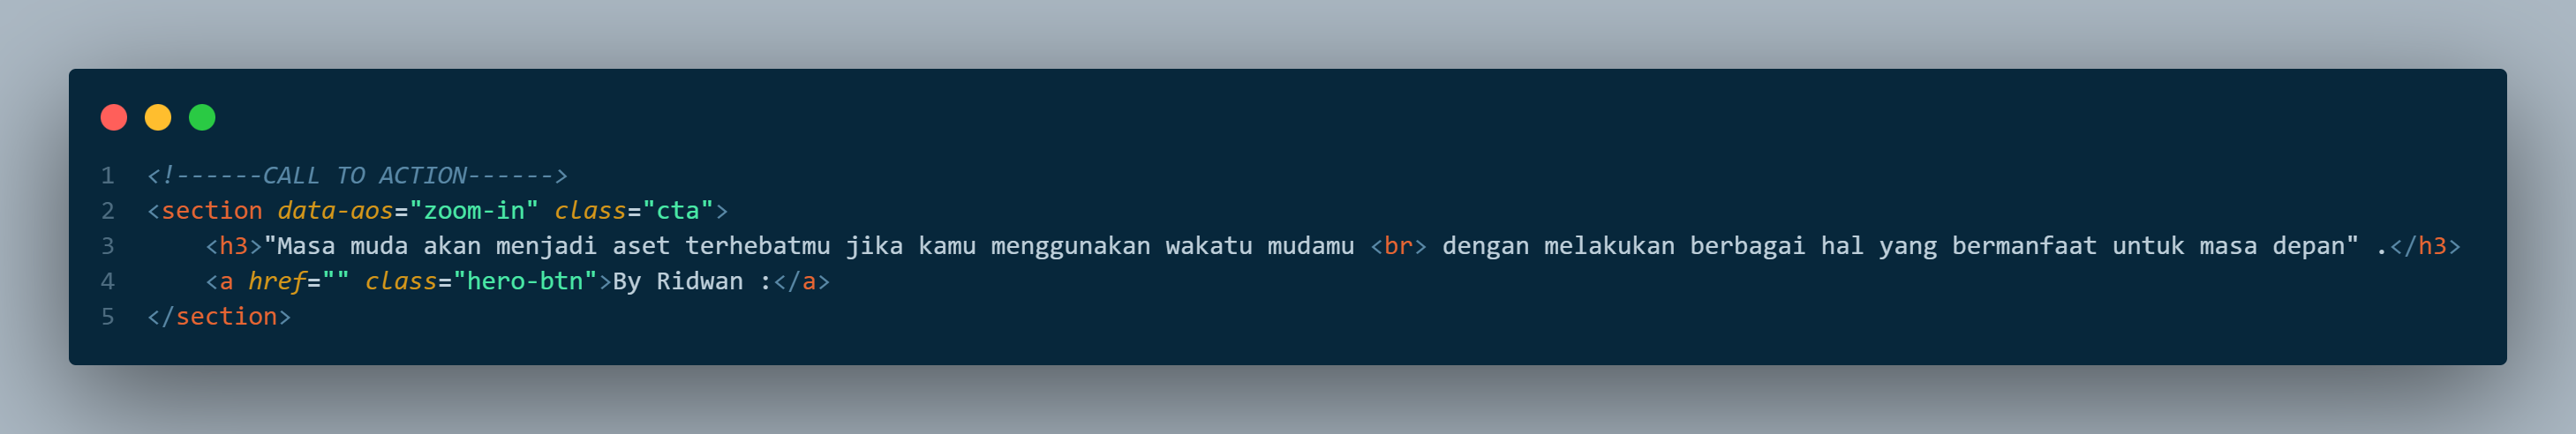 1 <!------CALL TO ACTION------>
2 <section data-aos="zoom-in" class="cta">
3     <h3>"Masa muda akan menjadi aset terhebatmu jika kamu menggunakan wakatu mudamu <br> dengan melakukan berbagai hal yang bermanfaat untuk masa depan" .</h3>
4     <a href="" class="hero-btn">By Ridwan :</a>
5 </section>